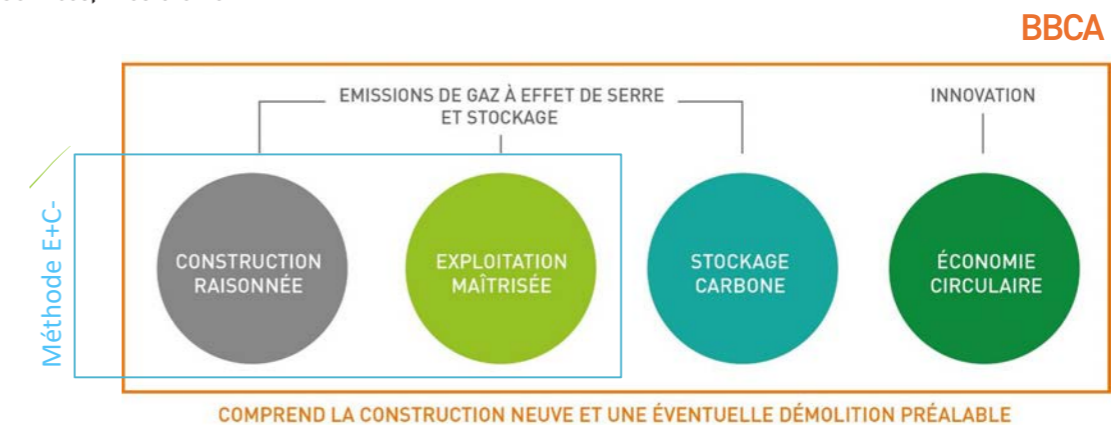 BBCA
EMISSIONS DE GAZ À EFFET DE SERRE
ET STOCKAGE
INNOVATION
Méthode E+C-
CONSTRUCTION
RAISONNÉE
EXPLOITATION
MAÎTRISÉE
STOCKAGE
CARBONE
ÉCONOMIE
CIRCULAIRE
COMPREND LA CONSTRUCTION NEUVE ET UNE ÉVENTUELLE DÉMOLITION PRÉALABLE